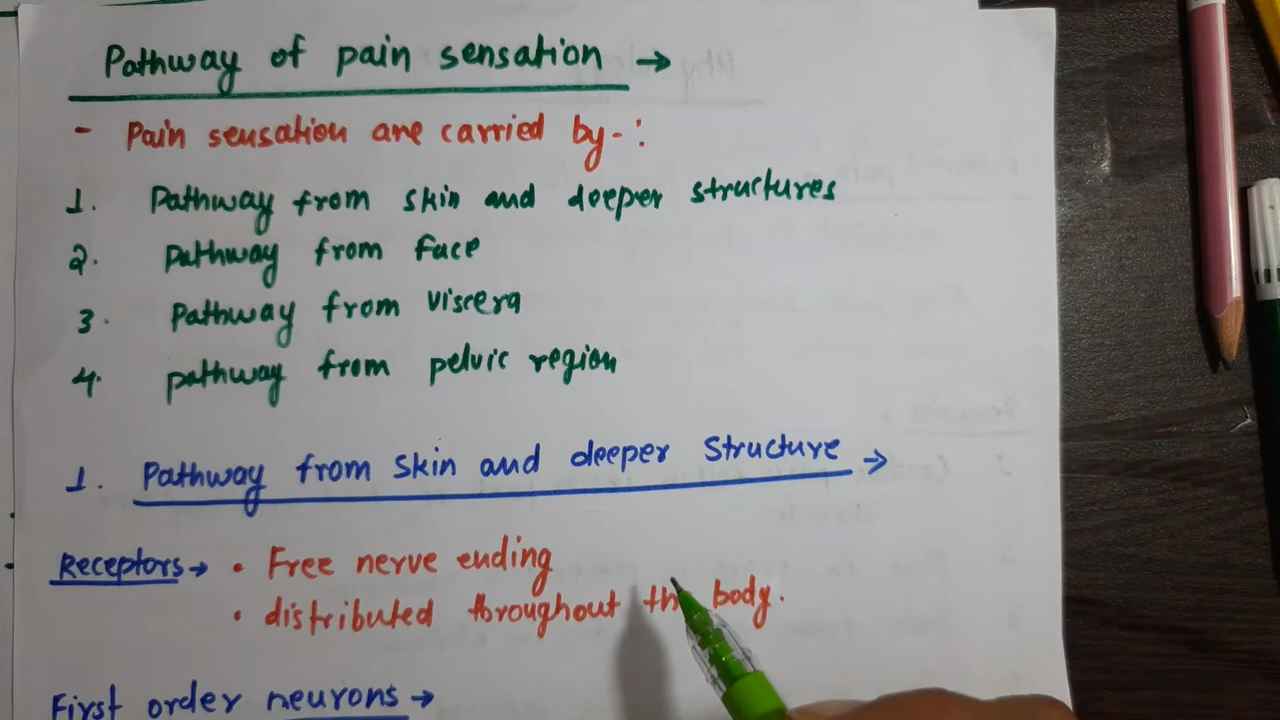 Pathway of pain sensation →
- Pain sensation are carried by-:
1. Pathway from skin and deeper structures
2. Pathway from face
3. Pathway from viscera
4. pathway from pelvic region
1. Pathway from skin and deeper structure →
Receptors → • Free nerve ending
• distributed throughout the body.
First order neurons →